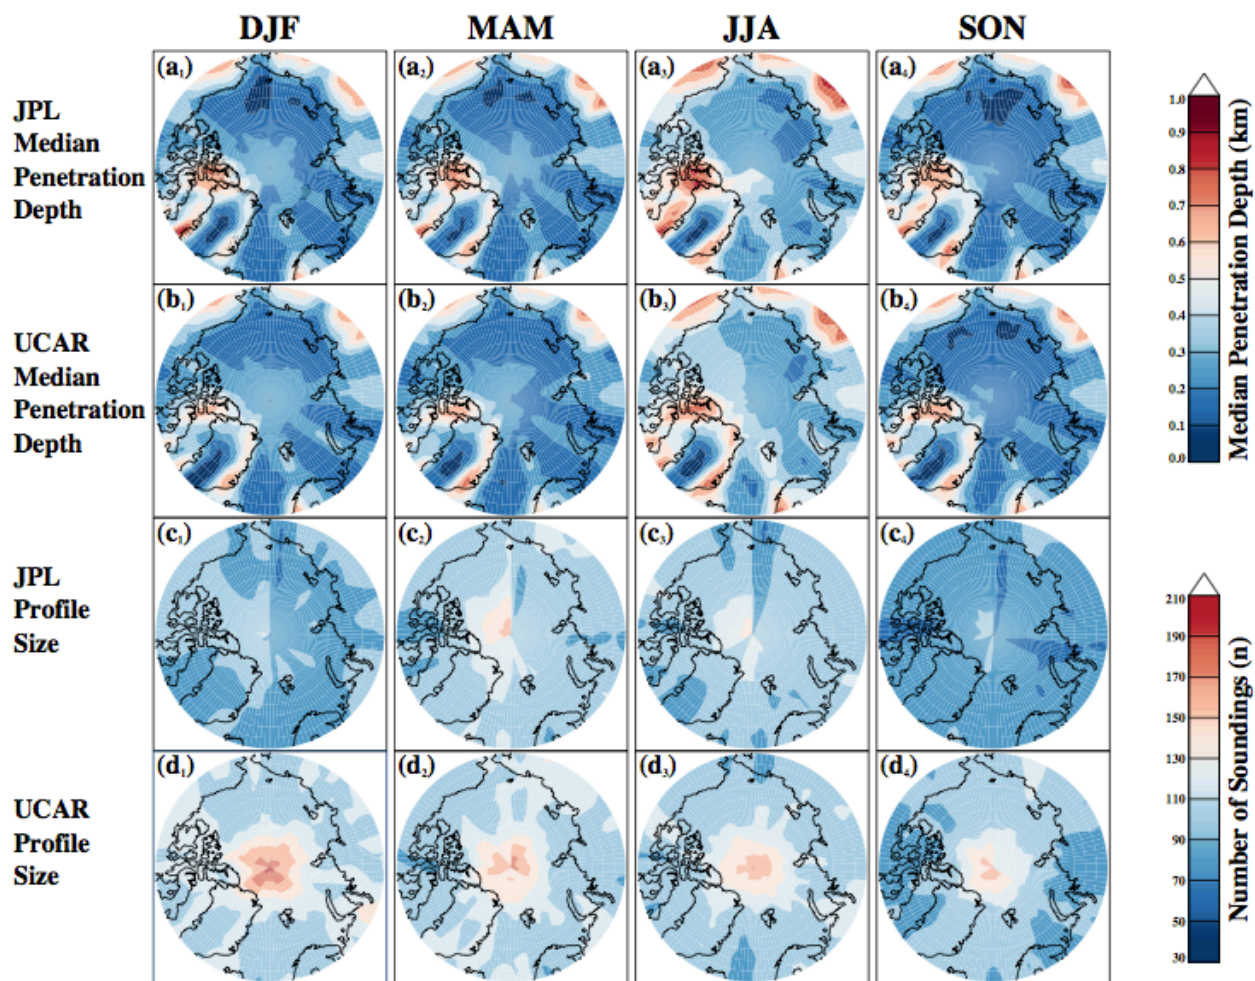 DJF MAM JJA SON
JPL
Median
Penetration
Depth
(a₁) (a₂) (a₃) (a₄)
UCAR
Median
Penetration
Depth
(b₁) (b₂) (b₃) (b₄)
JPL
Profile
Size
(c₁) (c₂) (c₃) (c₄)
UCAR
Profile
Size
(d₁) (d₂) (d₃) (d₄)
1.0
0.9
0.8
0.7
0.6
0.5
0.4
0.3
0.2
0.1
0.0
Median Penetration Depth (km)
210
190
170
150
130
110
90
70
50
30
Number of Soundings (n)